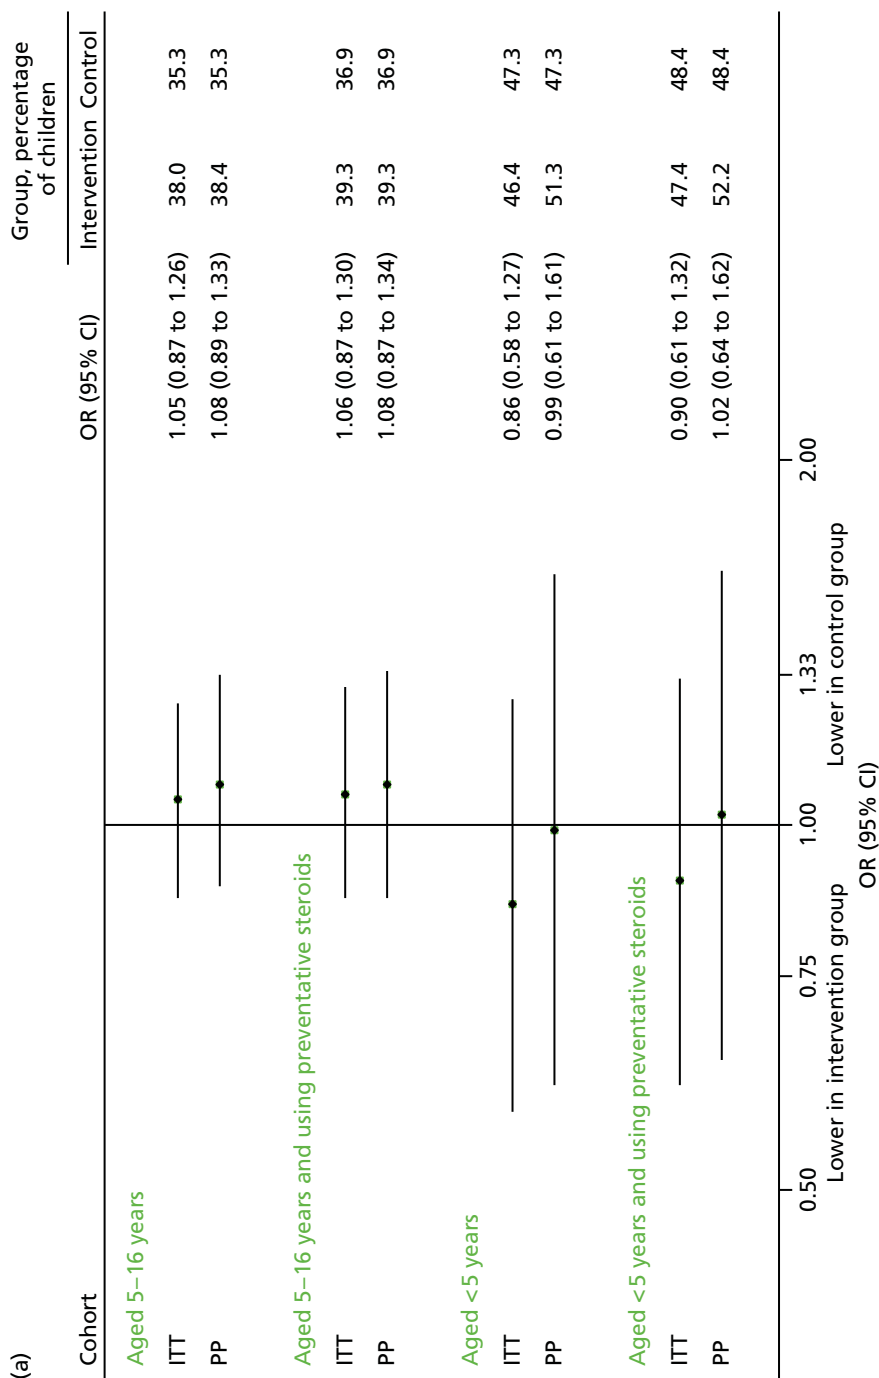 (a)
Group, percentage
of children
Cohort OR (95% CI) Intervention Control
Aged 5–16 years
ITT 1.05 (0.87 to 1.26) 38.0 35.3
PP 1.08 (0.89 to 1.33) 38.4 35.3
Aged 5–16 years and using preventative steroids
ITT 1.06 (0.87 to 1.30) 39.3 36.9
PP 1.08 (0.87 to 1.34) 39.3 36.9
Aged <5 years
ITT 0.86 (0.58 to 1.27) 46.4 47.3
PP 0.99 (0.61 to 1.61) 51.3 47.3
Aged <5 years and using preventative steroids
ITT 0.90 (0.61 to 1.32) 47.4 48.4
PP 1.02 (0.64 to 1.62) 52.2 48.4
0.50 0.75 1.00 1.33 2.00
Lower in intervention group Lower in control group
OR (95% CI)